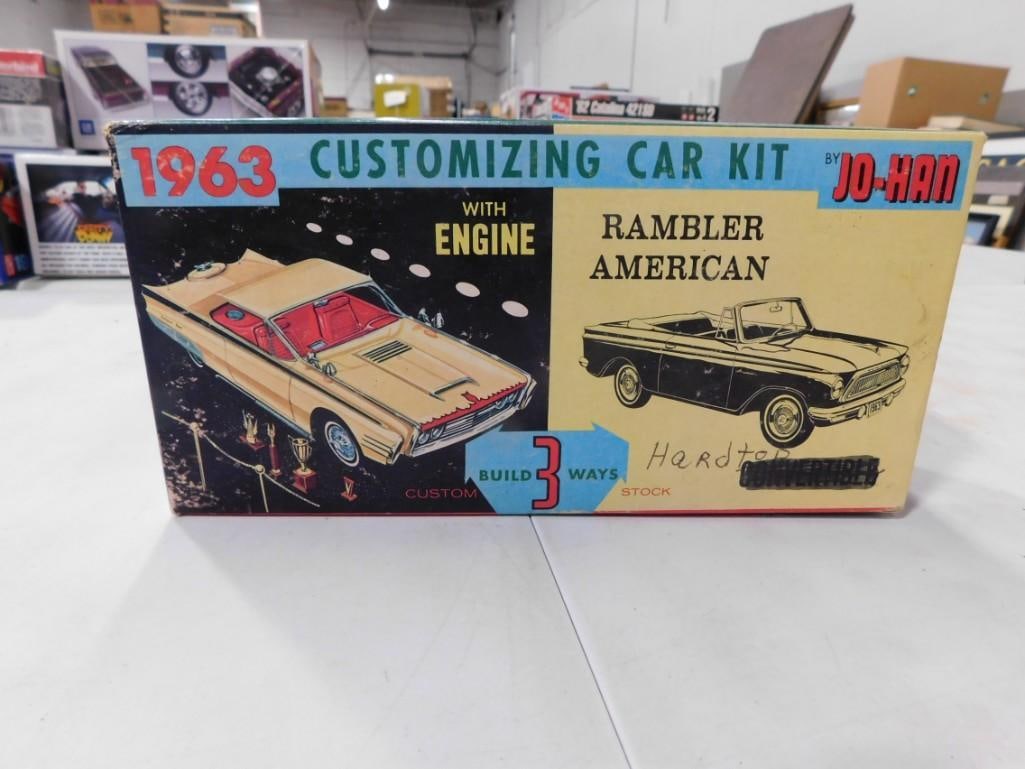 1963 CUSTOMIZING CAR KIT BY JO-HAN
WITH
ENGINE
RAMBLER
AMERICAN
1963
BUILD 3 WAYS
CUSTOM
STOCK
Hardtop
CONVERTIBLE
'62 Catalina 421SD